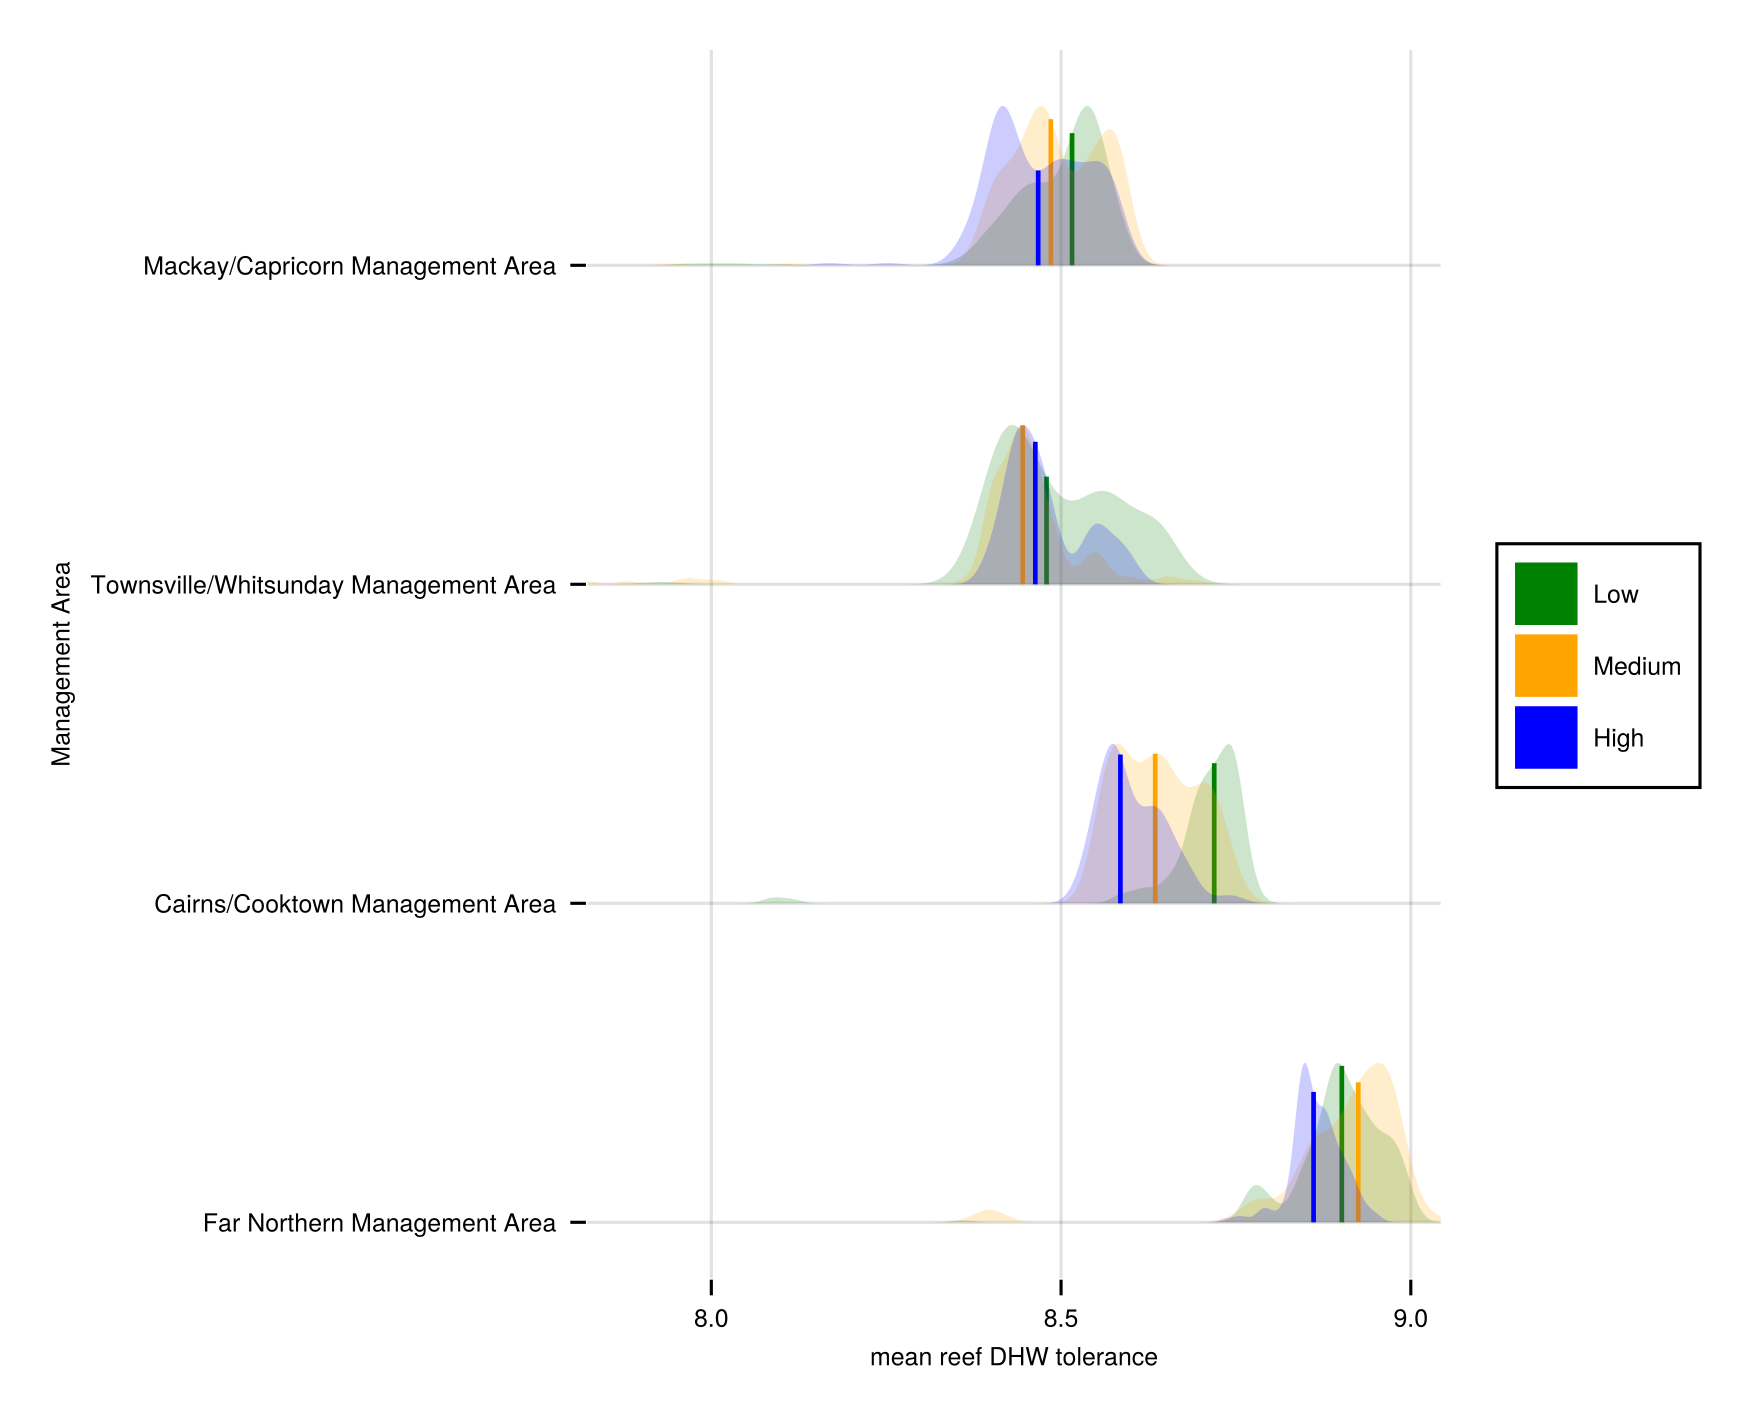 Management Area
Mackay/Capricorn Management Area
Townsville/Whitsunday Management Area
Cairns/Cooktown Management Area
Far Northern Management Area
8.0
8.5
9.0
mean reef DHW tolerance
Low
Medium
High